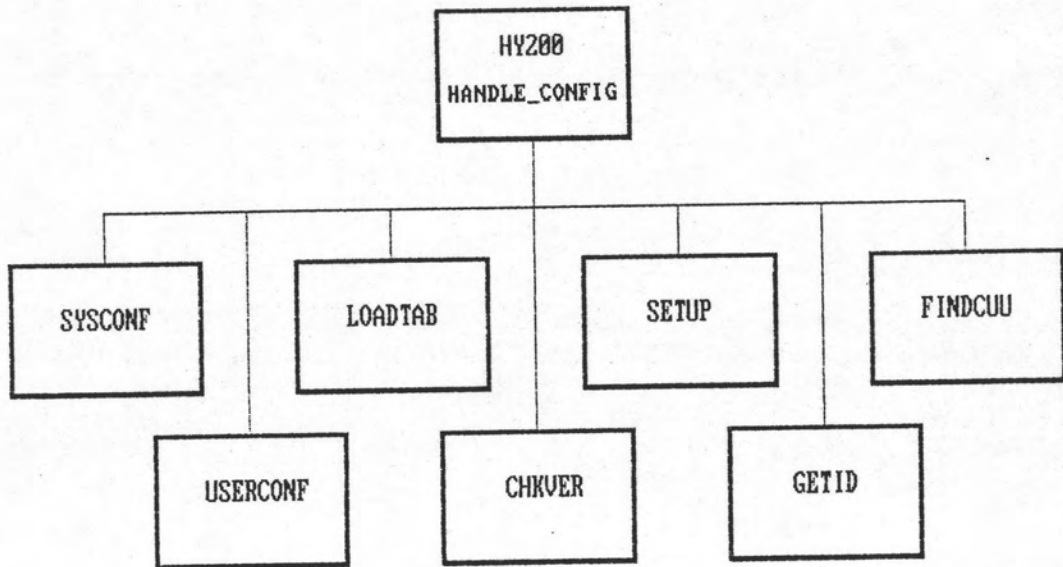 HY200
HANDLE_CONFIG
SYSCONF
LOADTAB
SETUP
FINDCUU
USERCONF
CHKVER
GETID